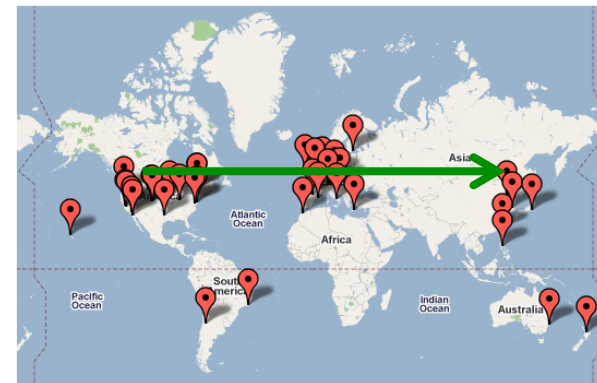 Asia
Atlantic
Ocean
Africa
South
America
Pacific
Ocean
Indian
Ocean
Australia